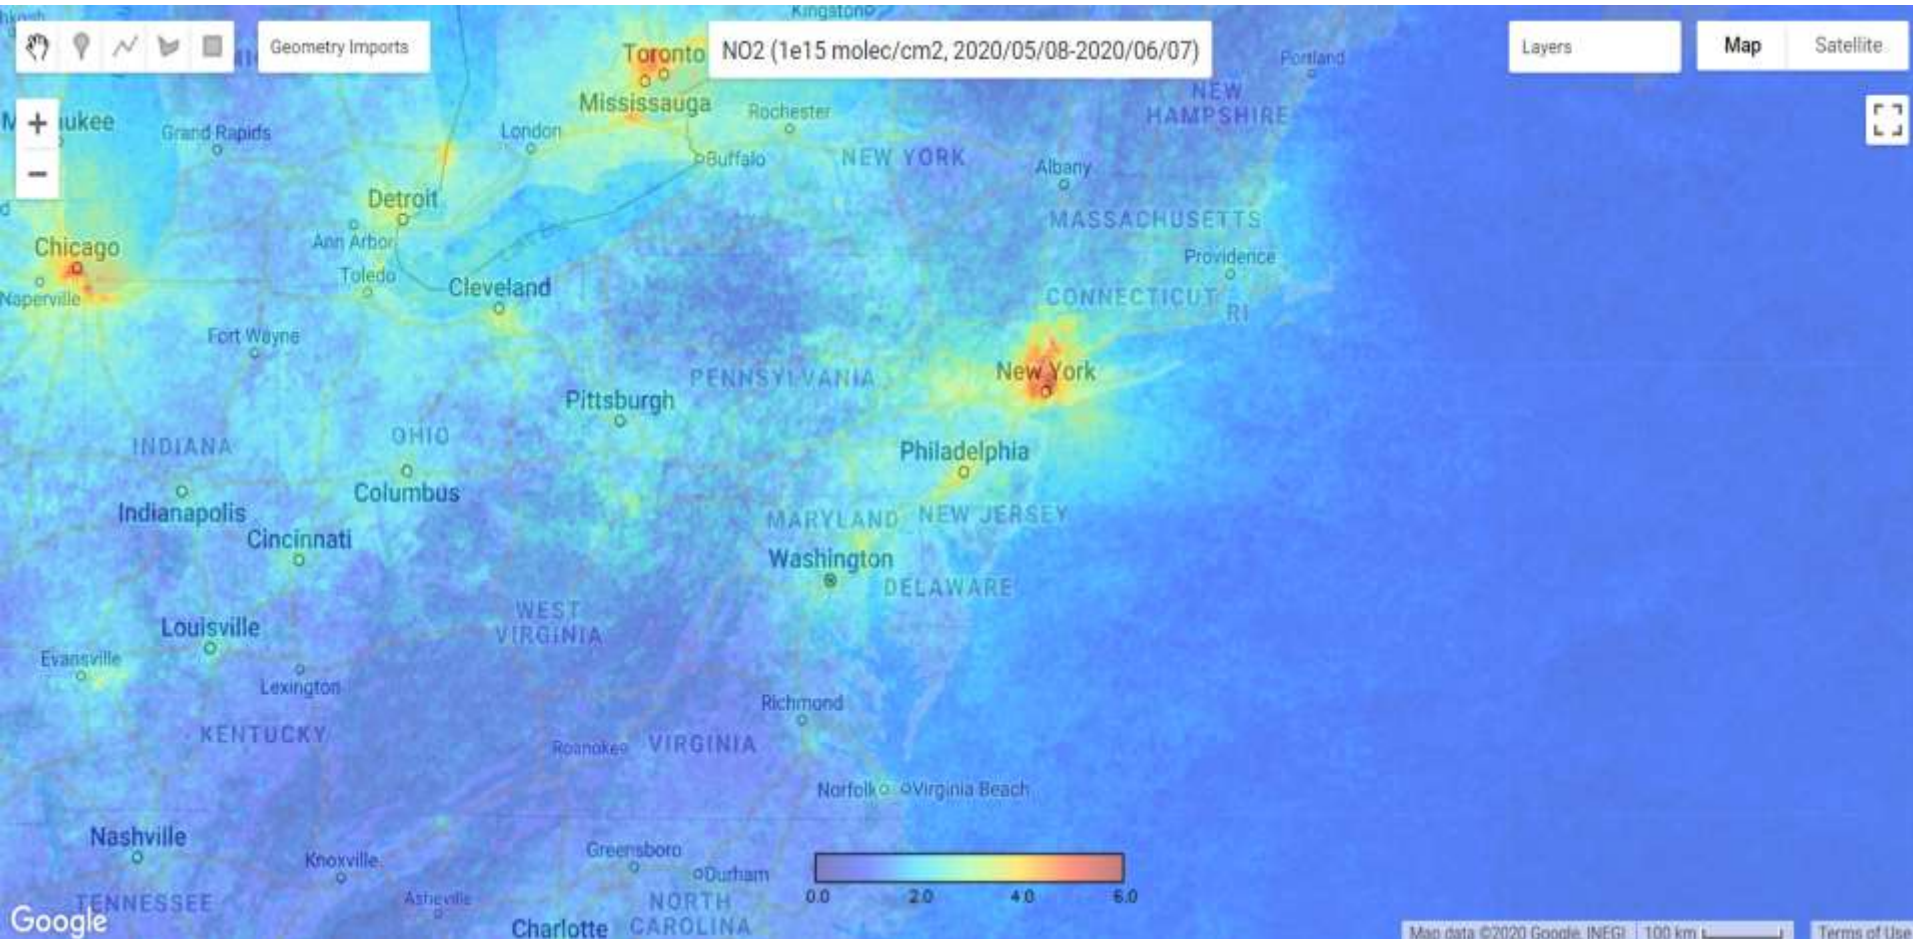 Kingston
Geometry Imports
NO2 (1e15 molec/cm2, 2020/05/08-2020/06/07)
Layers
Map
Satellite
Toronto
Portland
NEW
HAMPSHIRE
Mississauga
Rochester
+
−
Grand Rapids
London
Buffalo
NEW YORK
Albany
Detroit
MASSACHUSETTS
Chicago
Ann Arbor
Providence
Toledo
Cleveland
Naperville
CONNECTICUT
RI
Fort Wayne
New York
PENNSYLVANIA
Pittsburgh
INDIANA
OHIO
Philadelphia
Columbus
Indianapolis
MARYLAND
NEW JERSEY
Cincinnati
Washington
DELAWARE
WEST
VIRGINIA
Louisville
Evansville
Lexington
Richmond
KENTUCKY
Roanoke
VIRGINIA
Norfolk
Virginia Beach
Nashville
Knoxville
Greensboro
Durham
0.0 2.0 4.0 6.0
TENNESSEE
Asheville
NORTH
CAROLINA
Charlotte
Google
Map data ©2020 Google, INEGI
100 km
Terms of Use